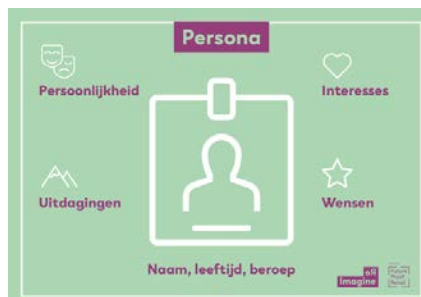 Persona
Persoonlijkheid
Interesses
Uitdagingen
Wensen
Naam, leeftijd, beroep
Imagine